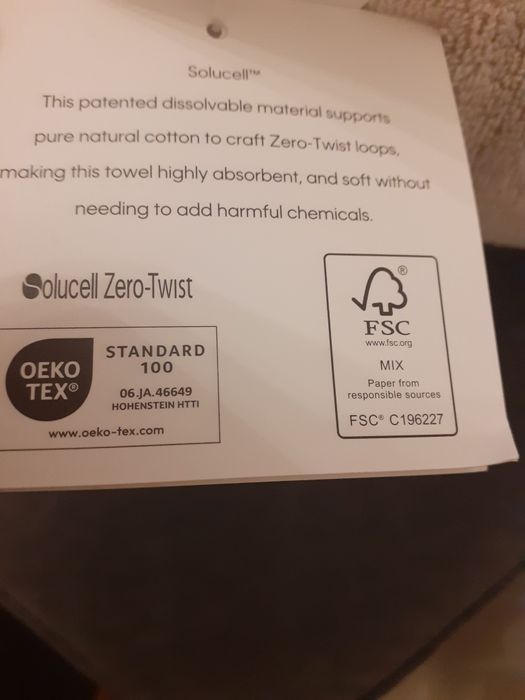 Solucell™
This patented dissolvable material supports
pure natural cotton to craft Zero-Twist loops,
making this towel highly absorbent, and soft without
needing to add harmful chemicals.
Solucell Zero-Twist
OEKO
TEX®
STANDARD
100
06.JA.46649
HOHENSTEIN HTTI
www.oeko-tex.com
®
FSC
www.fsc.org
MIX
Paper from
responsible sources
FSC® C196227